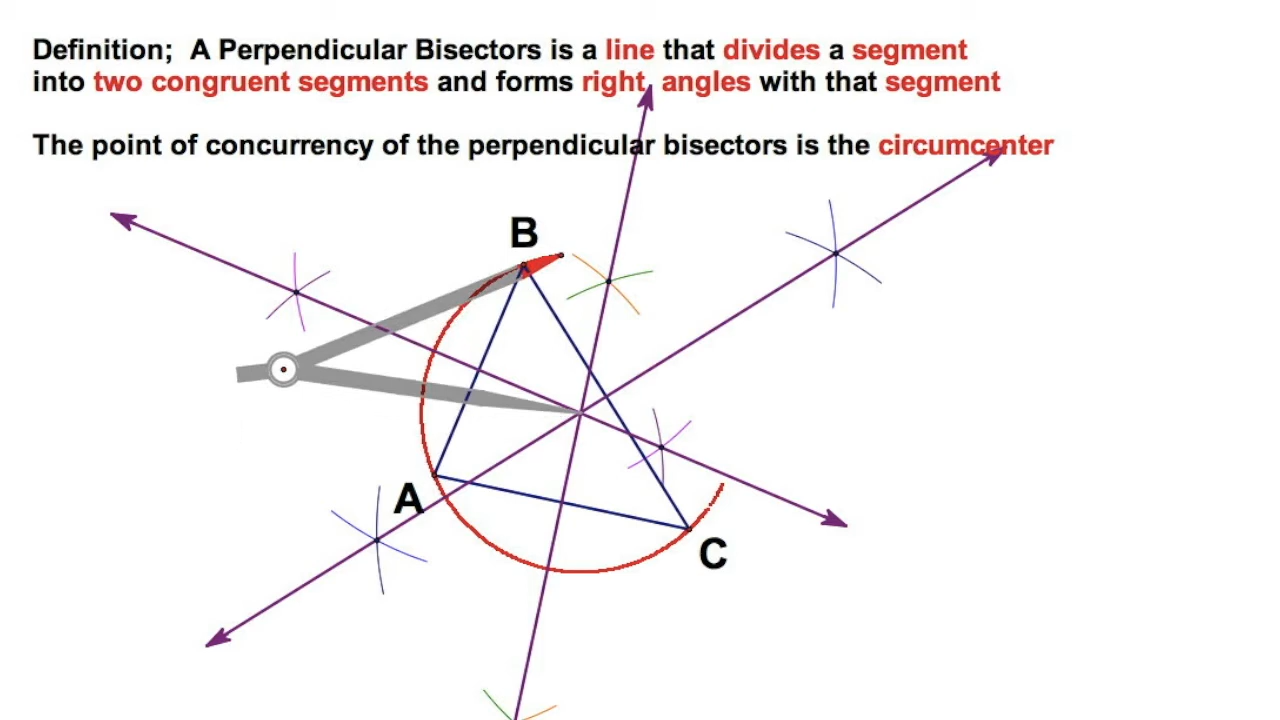 Definition; A Perpendicular Bisectors is a line that divides a segment
into two congruent segments and forms right angles with that segment
The point of concurrency of the perpendicular bisectors is the circumcenter
B
A
C